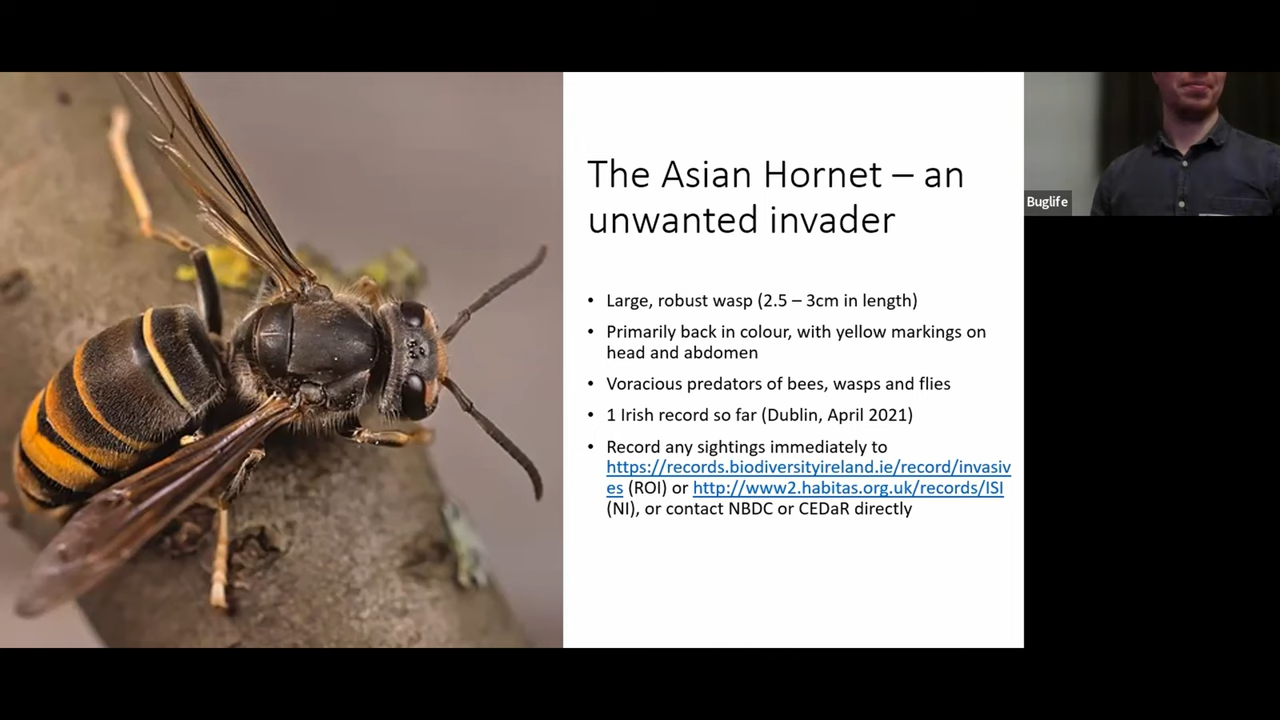 The Asian Hornet – an
unwanted invader
• Large, robust wasp (2.5 – 3cm in length)
• Primarily back in colour, with yellow markings on
head and abdomen
• Voracious predators of bees, wasps and flies
• 1 Irish record so far (Dublin, April 2021)
• Record any sightings immediately to
https://records.biodiversityireland.ie/record/invasiv
es (ROI) or http://www2.habitas.org.uk/records/ISI
(NI), or contact NBDC or CEDaR directly
Buglife